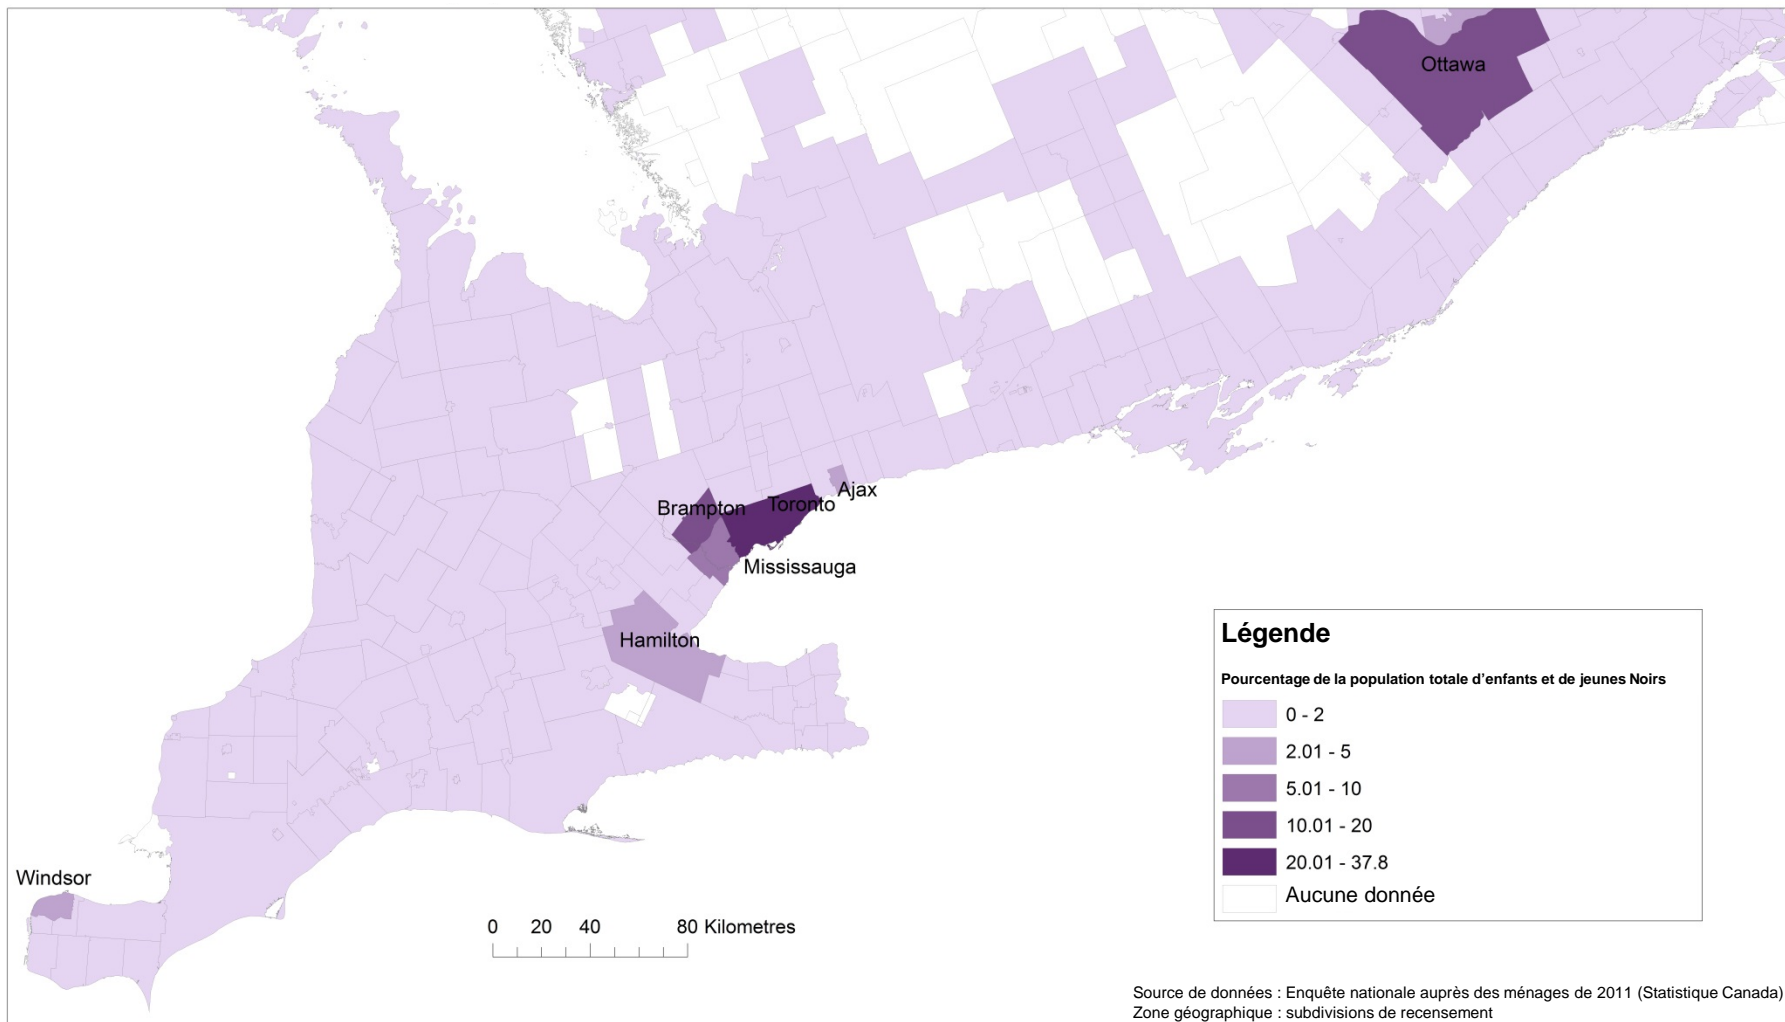 Ottawa
Ajax
Brampton
Toronto
Mississauga
Hamilton
Windsor
Légende
Pourcentage de la population totale d'enfants et de jeunes Noirs
0 - 2
2.01 - 5
5.01 - 10
10.01 - 20
20.01 - 37.8
Aucune donnée
0 20 40 80 Kilometres
Source de données : Enquête nationale auprès des ménages de 2011 (Statistique Canada)
Zone géographique : subdivisions de recensement